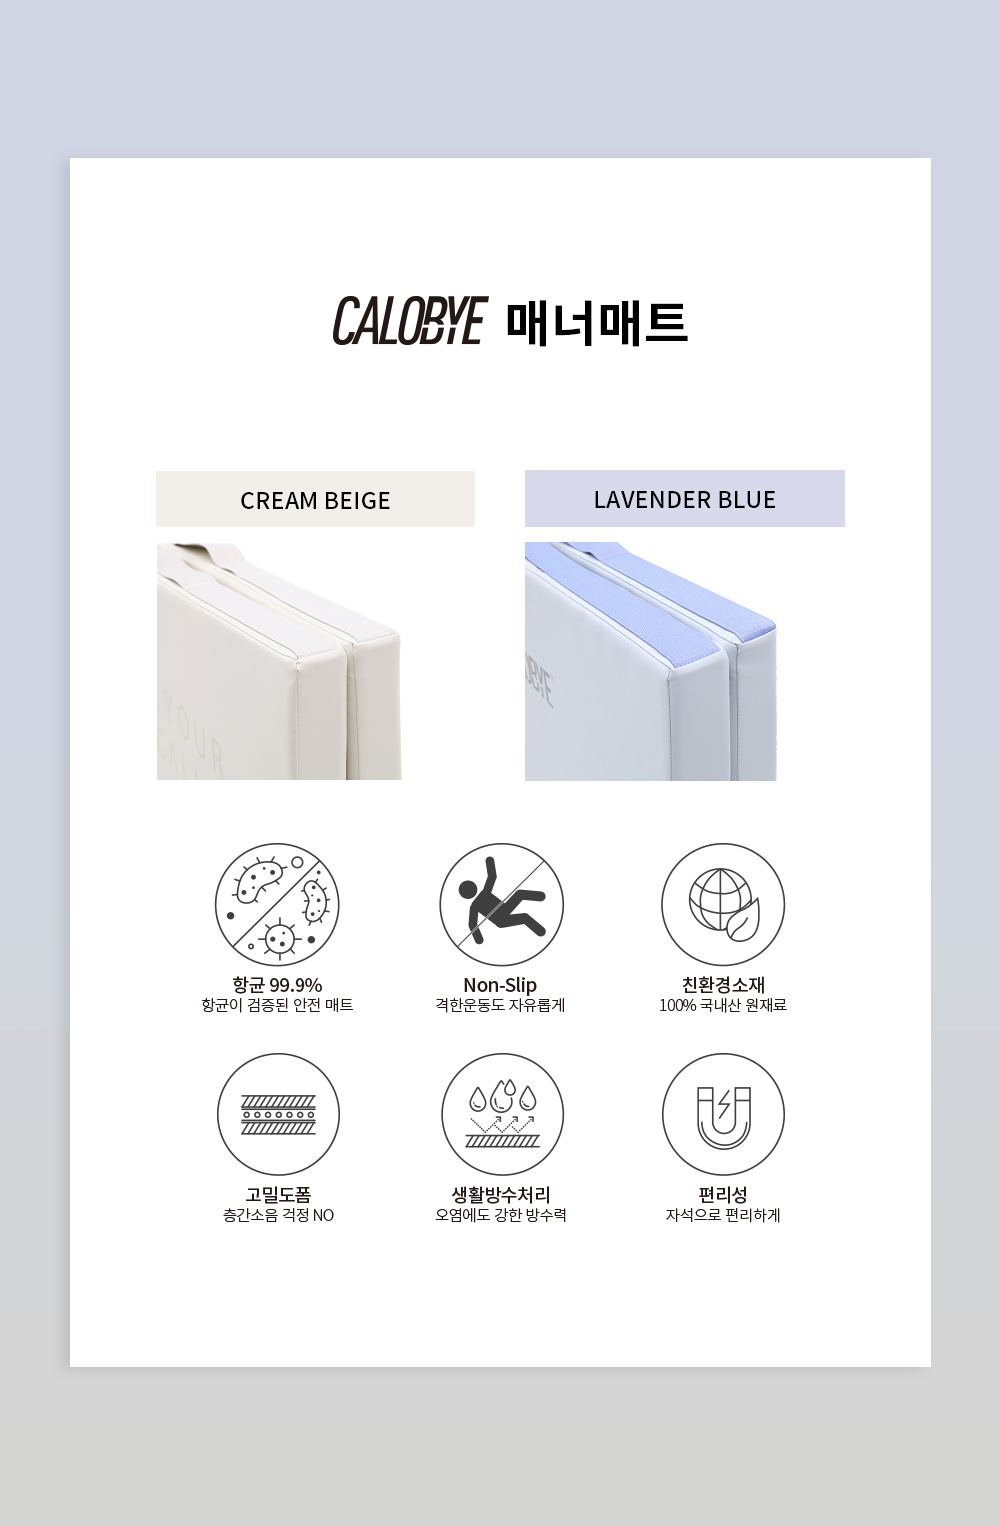 CALOBYE 매너매트
CREAM BEIGE
LAVENDER BLUE
항균 99.9%
항균이 검증된 안전 매트
Non-Slip
격한운동도 자유롭게
친환경소재
100% 국내산 원재료
고밀도폼
층간소음 걱정 NO
생활방수처리
오염에도 강한 방수력
편리성
자석으로 편리하게